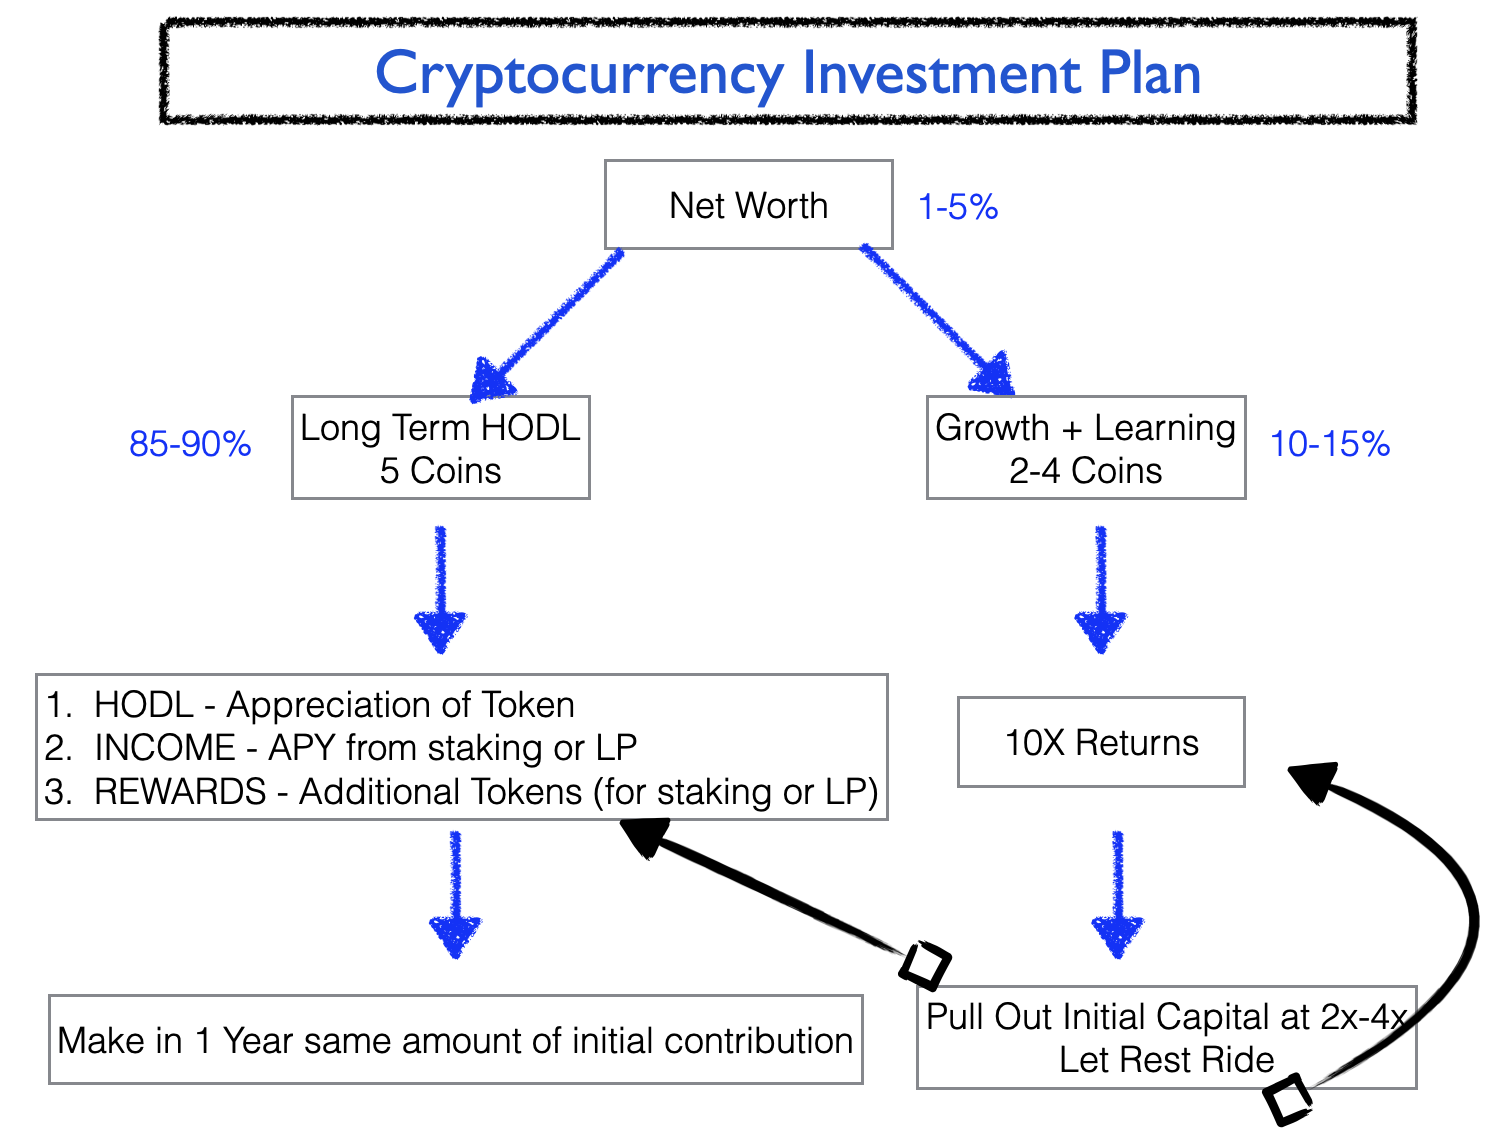 Cryptocurrency Investment Plan
Net Worth
1-5%
85-90%
Long Term HODL
5 Coins
Growth + Learning
2-4 Coins
10-15%
1. HODL - Appreciation of Token
2. INCOME - APY from staking or LP
3. REWARDS - Additional Tokens (for staking or LP)
10X Returns
Make in 1 Year same amount of initial contribution
Pull Out Initial Capital at 2x-4x
Let Rest Ride